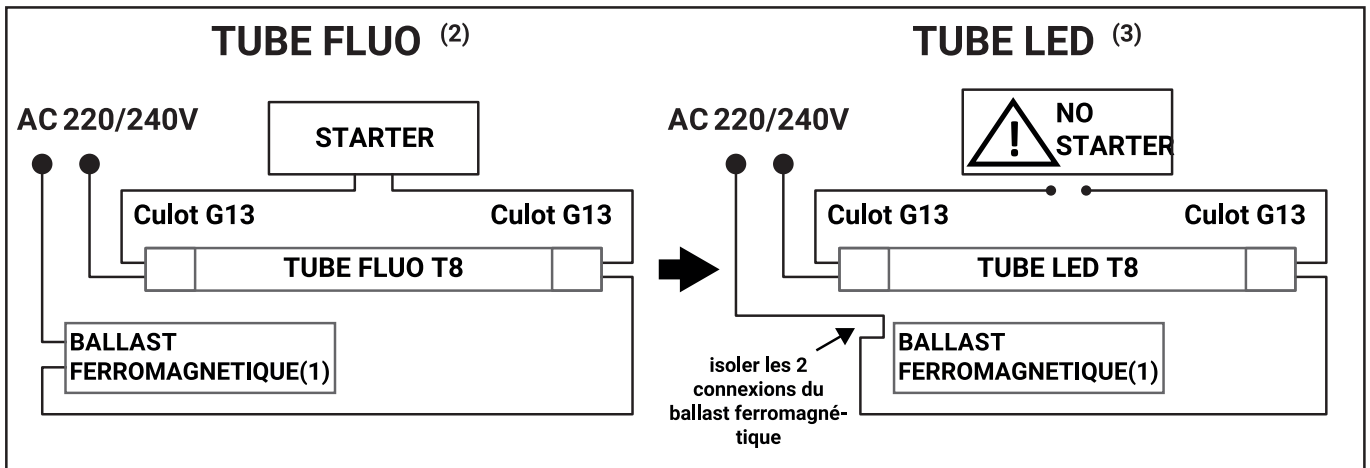 TUBE FLUO (2)
AC 220/240V
STARTER
Culot G13
Culot G13
TUBE FLUO T8
BALLAST
FERROMAGNETIQUE(1)
TUBE LED (3)
AC 220/240V
NO
STARTER
Culot G13
Culot G13
TUBE LED T8
isoler les 2
connexions du
ballast ferromagné-
tique
BALLAST
FERROMAGNETIQUE(1)